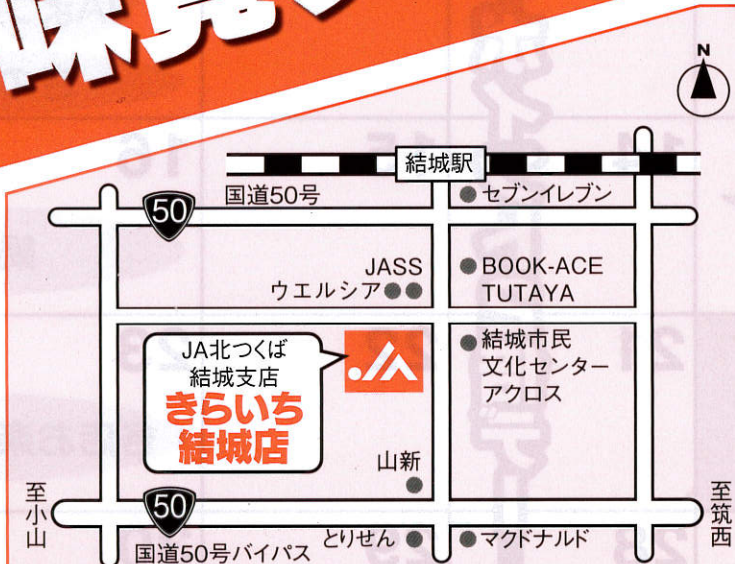 味見
N
結城駅
国道50号
50
セブンイレブン
JASS
ウエルシア
BOOK-ACE
TUTAYA
JA北つくば
結城支店
きらいち
結城店
JA
結城市民
文化センター
アクロス
山新
至小山
至筑西
50
国道50号バイパス
とりせん
マクドナルド
16